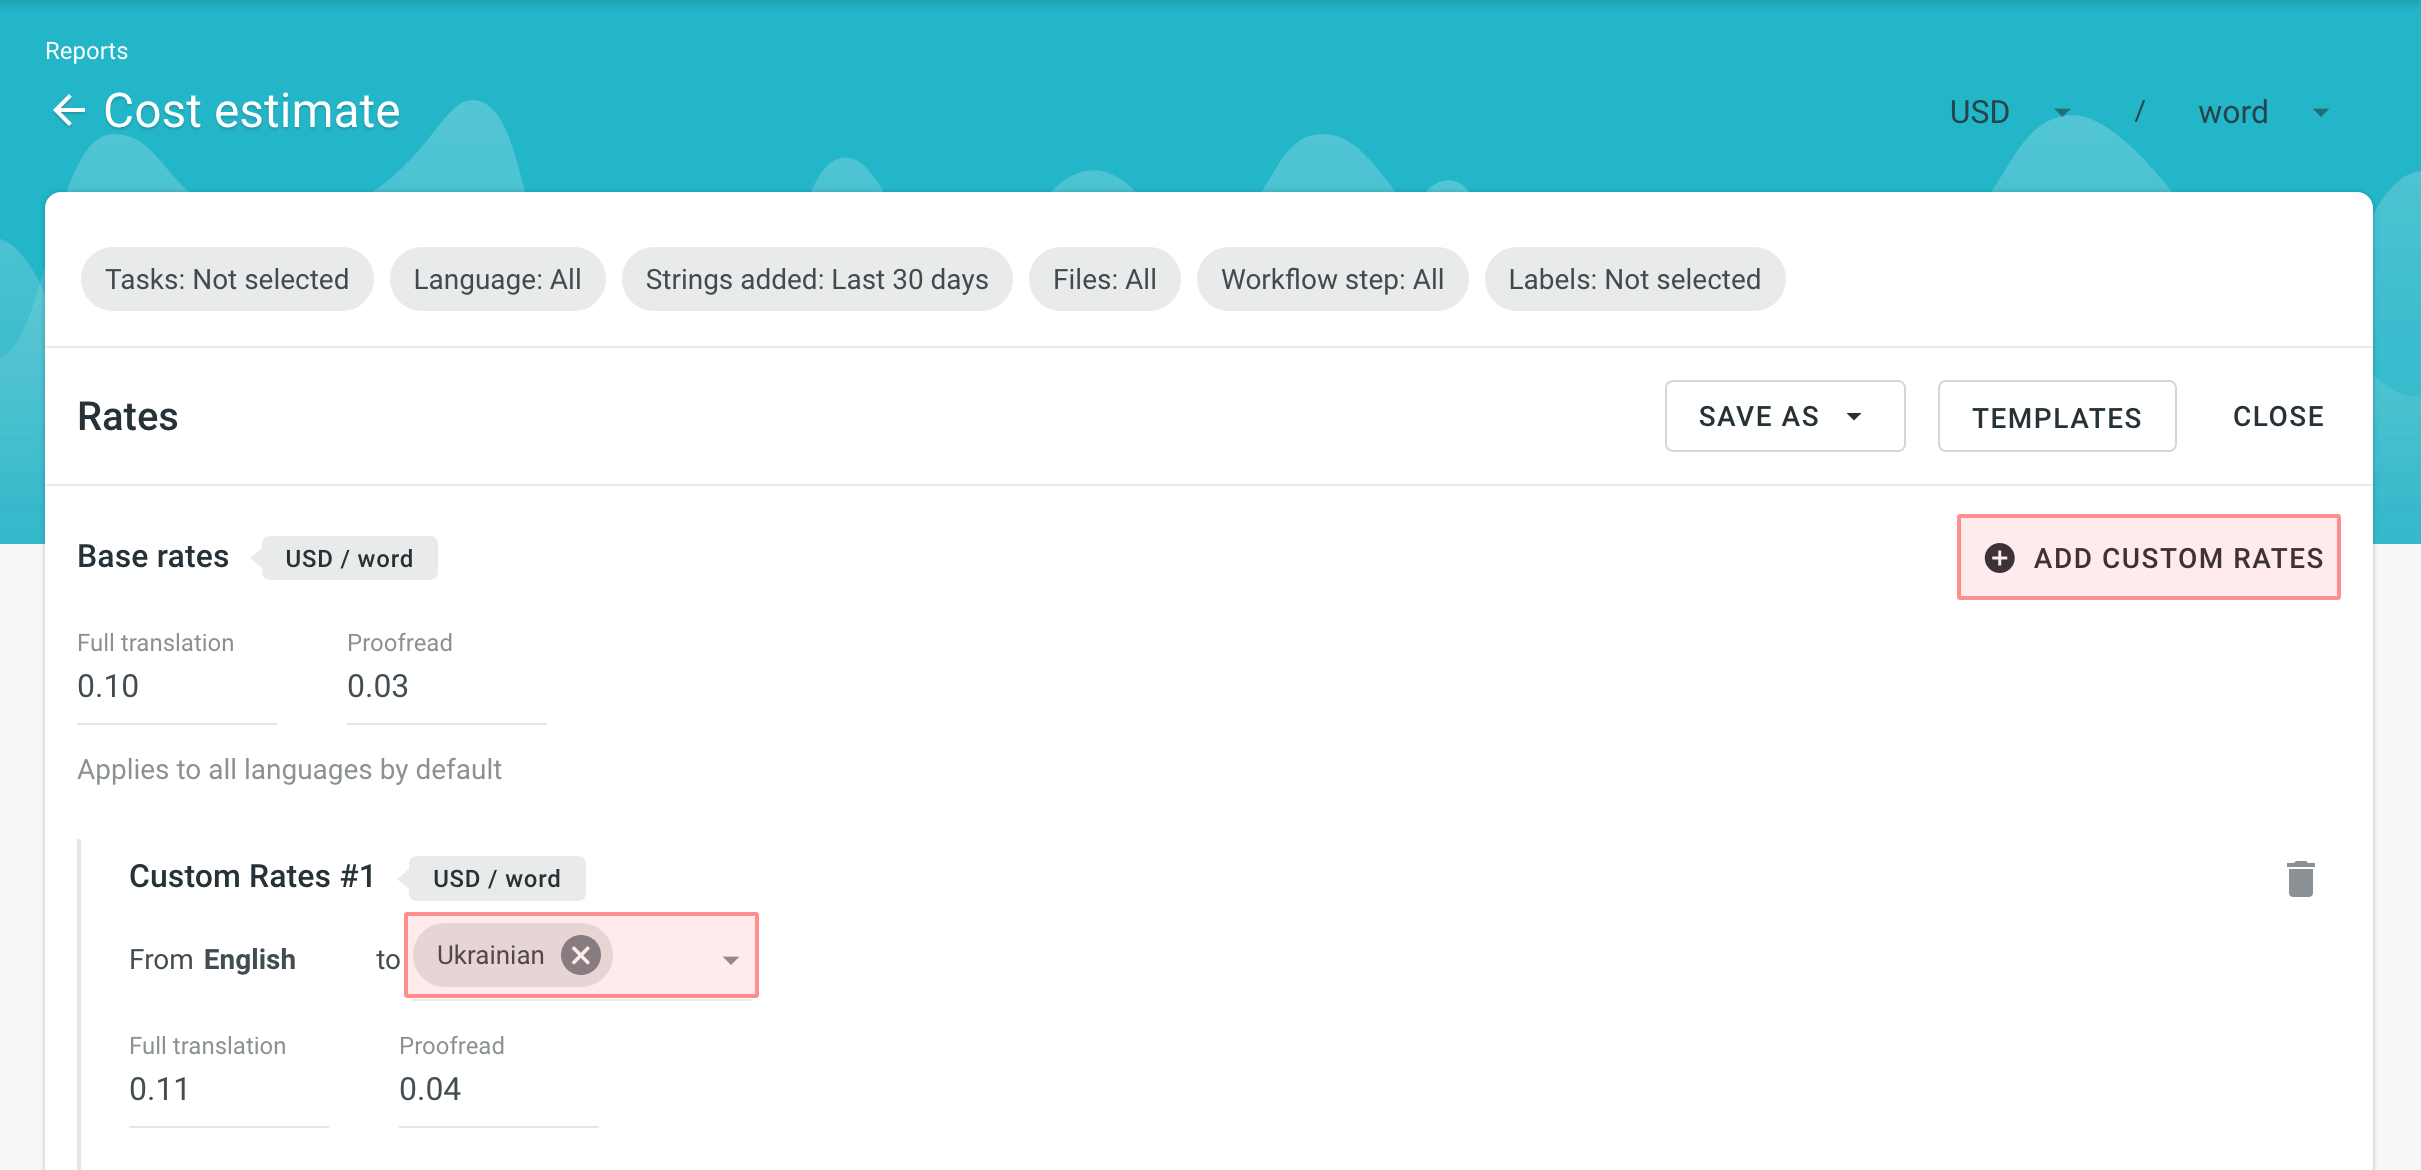 Reports
Cost estimate
USD / word
Tasks: Not selected Language: All Strings added: Last 30 days Files: All Workflow step: All Labels: Not selected
Rates SAVE AS TEMPLATES CLOSE
Base rates USD / word ADD CUSTOM RATES
Full translation Proofread
0.10 0.03
Applies to all languages by default
Custom Rates #1 USD / word
From English to Ukrainian
Full translation Proofread
0.11 0.04